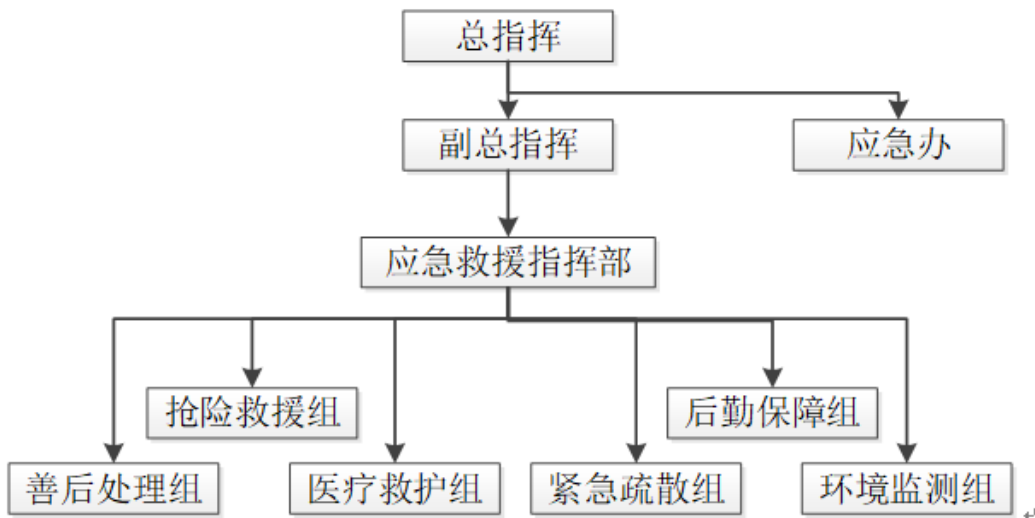 总指挥
副总指挥
应急办
应急救援指挥部
抢险救援组
后勤保障组
善后处理组
医疗救护组
紧急疏散组
环境监测组